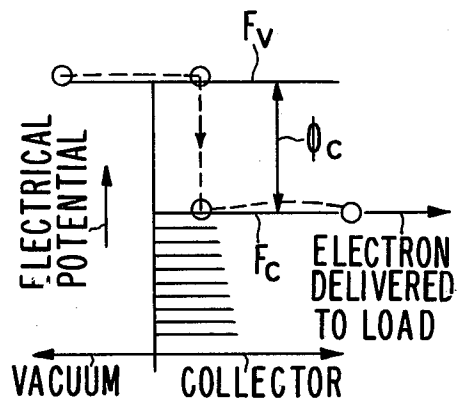 Fv
ϕc
ELECTRICAL
POTENTIAL
Fc
ELECTRON
DELIVERED
TO LOAD
VACUUM
COLLECTOR